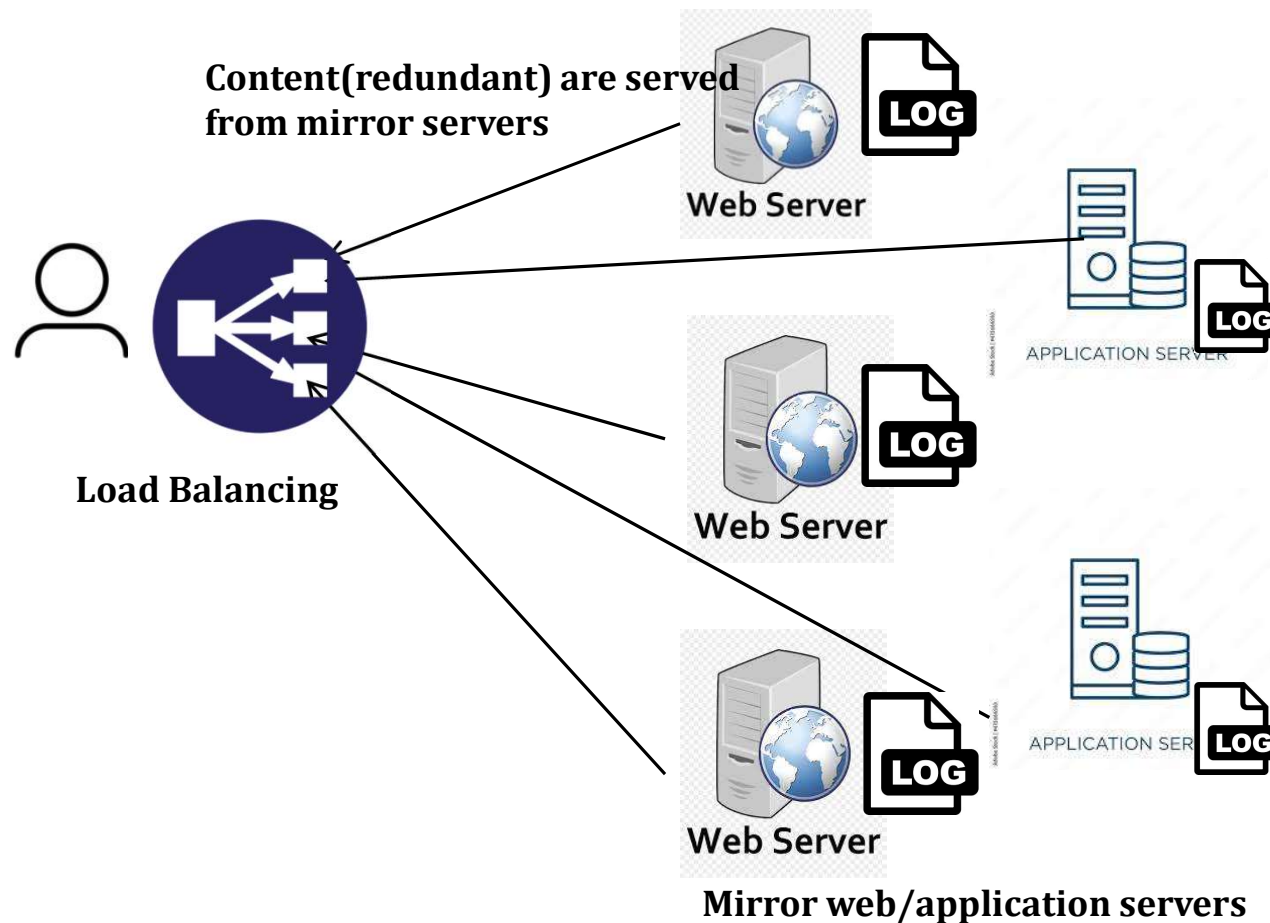 Content(redundant) are served
from mirror servers
LOG
Web Server
LOG
APPLICATION SERVER
LOG
Web Server
Load Balancing
LOG
APPLICATION SER
LOG
Web Server
Mirror web/application servers